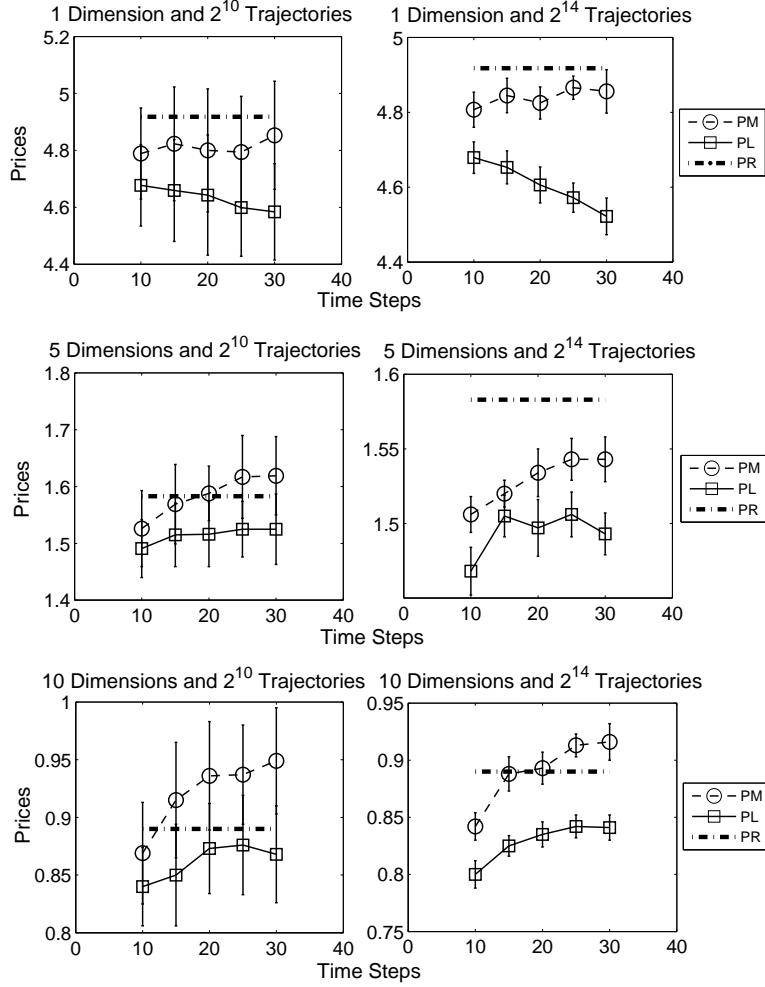 1 Dimension and 2^10 Trajectories
1 Dimension and 2^14 Trajectories
5.2
5
4.8
4.6
4.4
Prices
0 10 20 30 40
5
4.8
4.6
4.4
0 10 20 30 40
Time Steps
PM
PL
PR
5 Dimensions and 2^10 Trajectories
5 Dimensions and 2^14 Trajectories
1.8
1.7
1.6
1.5
1.4
Prices
0 10 20 30 40
1.6
1.55
1.5
0 10 20 30 40
Time Steps
PM
PL
PR
10 Dimensions and 2^10 Trajectories
10 Dimensions and 2^14 Trajectories
1
0.95
0.9
0.85
0.8
Prices
0 10 20 30 40
Time Steps
0.95
0.9
0.85
0.8
0.75
0 10 20 30 40
Time Steps
PM
PL
PR